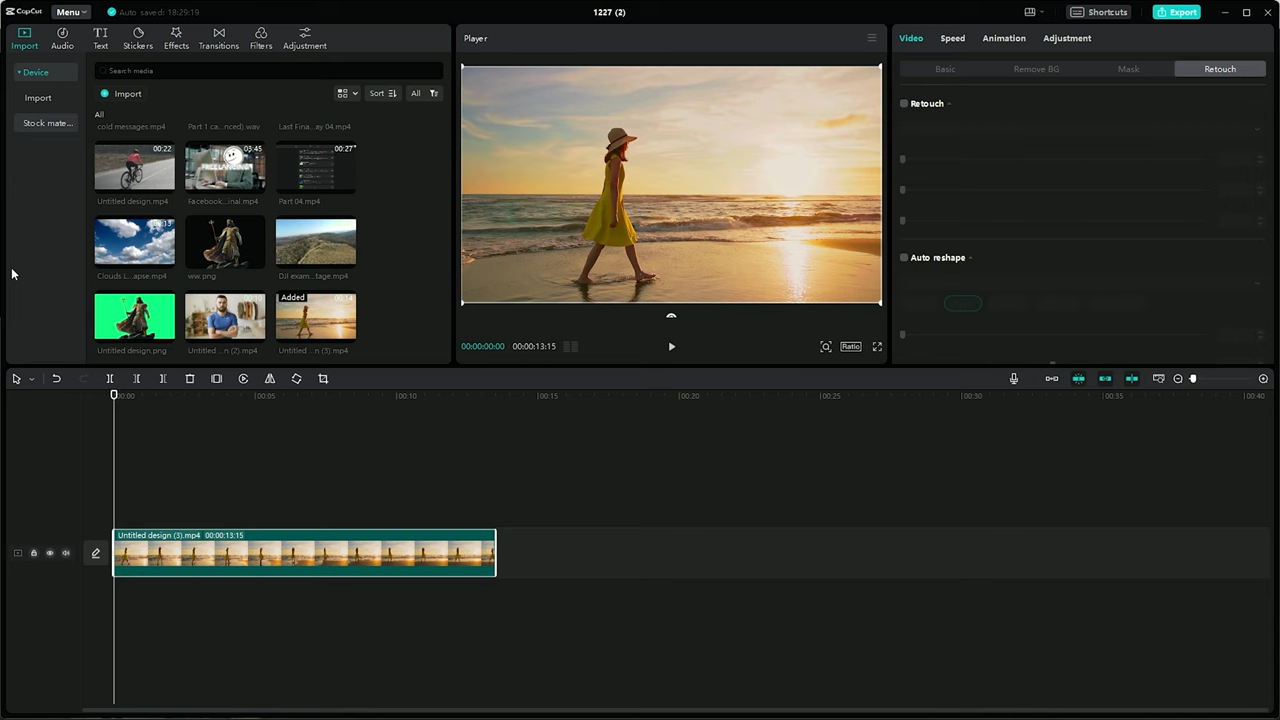 CapCut
Menu
Auto saved: 18:29:19
1227 (2)
Shortcuts
Export
Import
Audio
Text
Stickers
Effects
Transitions
Filters
Adjustment
Device
Import
Stock mate...
Search media
Import
Sort
All
All
cold messages.mp4
Part 1 ca...nced).wav
Last Fina...ay 04.mp4
00:22
03:45
00:27
Untitled design.mp4
Facebook...inal.mp4
Part 04.mp4
FREELANCING
Clouds L...apse.mp4
ww.png
DJI exam...tage.mp4
Added
00:10
00:14
Untitled design.png
Untitled ...n (2).mp4
Untitled ...n (3).mp4
Player
00:00:00:00
00:00:13:15
Ratio
Video
Speed
Animation
Adjustment
Basic
Remove BG
Mask
Retouch
Retouch
Auto reshape
00:00
00:05
00:10
00:15
00:20
00:25
00:30
00:35
00:40
Untitled design (3).mp4
00:00:13:15